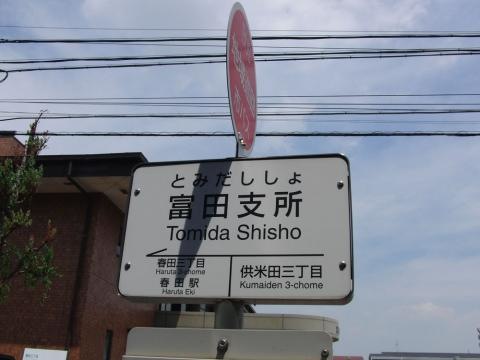 とみだししょ
富田支所
Tomida Shisho
春田三丁目
Haruta 3-chome
春田駅
Haruta Eki
供米田三丁目
Kumaiden 3-chome